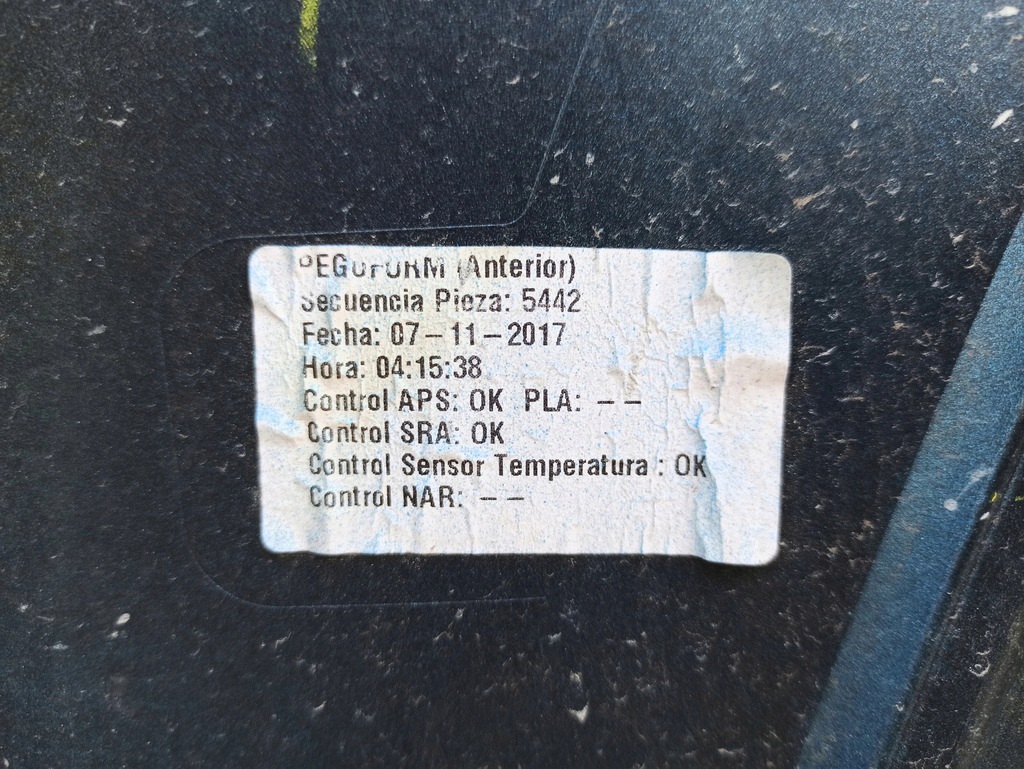 PEGUFORM (Anterior)
Secuencia Pieza: 5442
Fecha: 07-11-2017
Hora: 04:15:38
Control APS: OK PLA: --
Control SRA: OK
Control Sensor Temperatura : OK
Control NAR: --